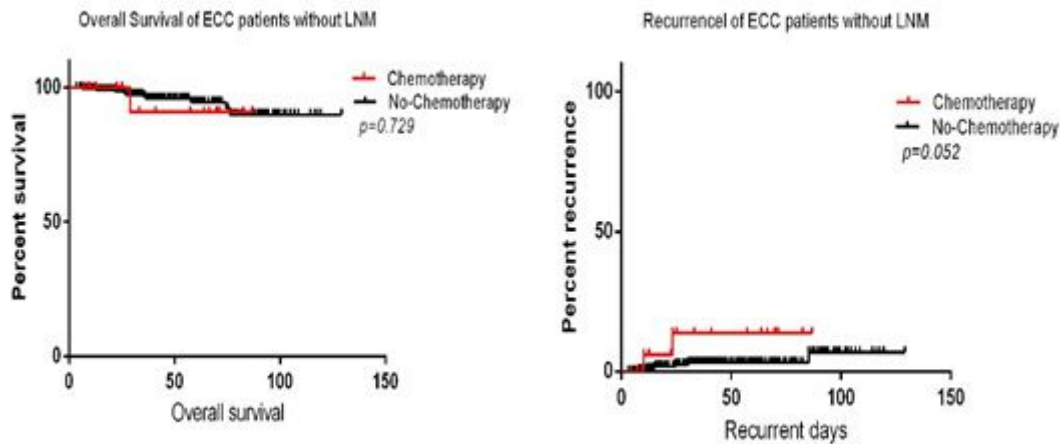 Overall Survival of ECC patients without LNM
Percent survival
100
50
0
0 50 100 150
Overall survival
Chemotherapy
No-Chemotherapy
p=0.729
Recurrencel of ECC patients without LNM
Percent recurrence
100
50
0
0 50 100 150
Recurrent days
Chemotherapy
No-Chemotherapy
p=0.052